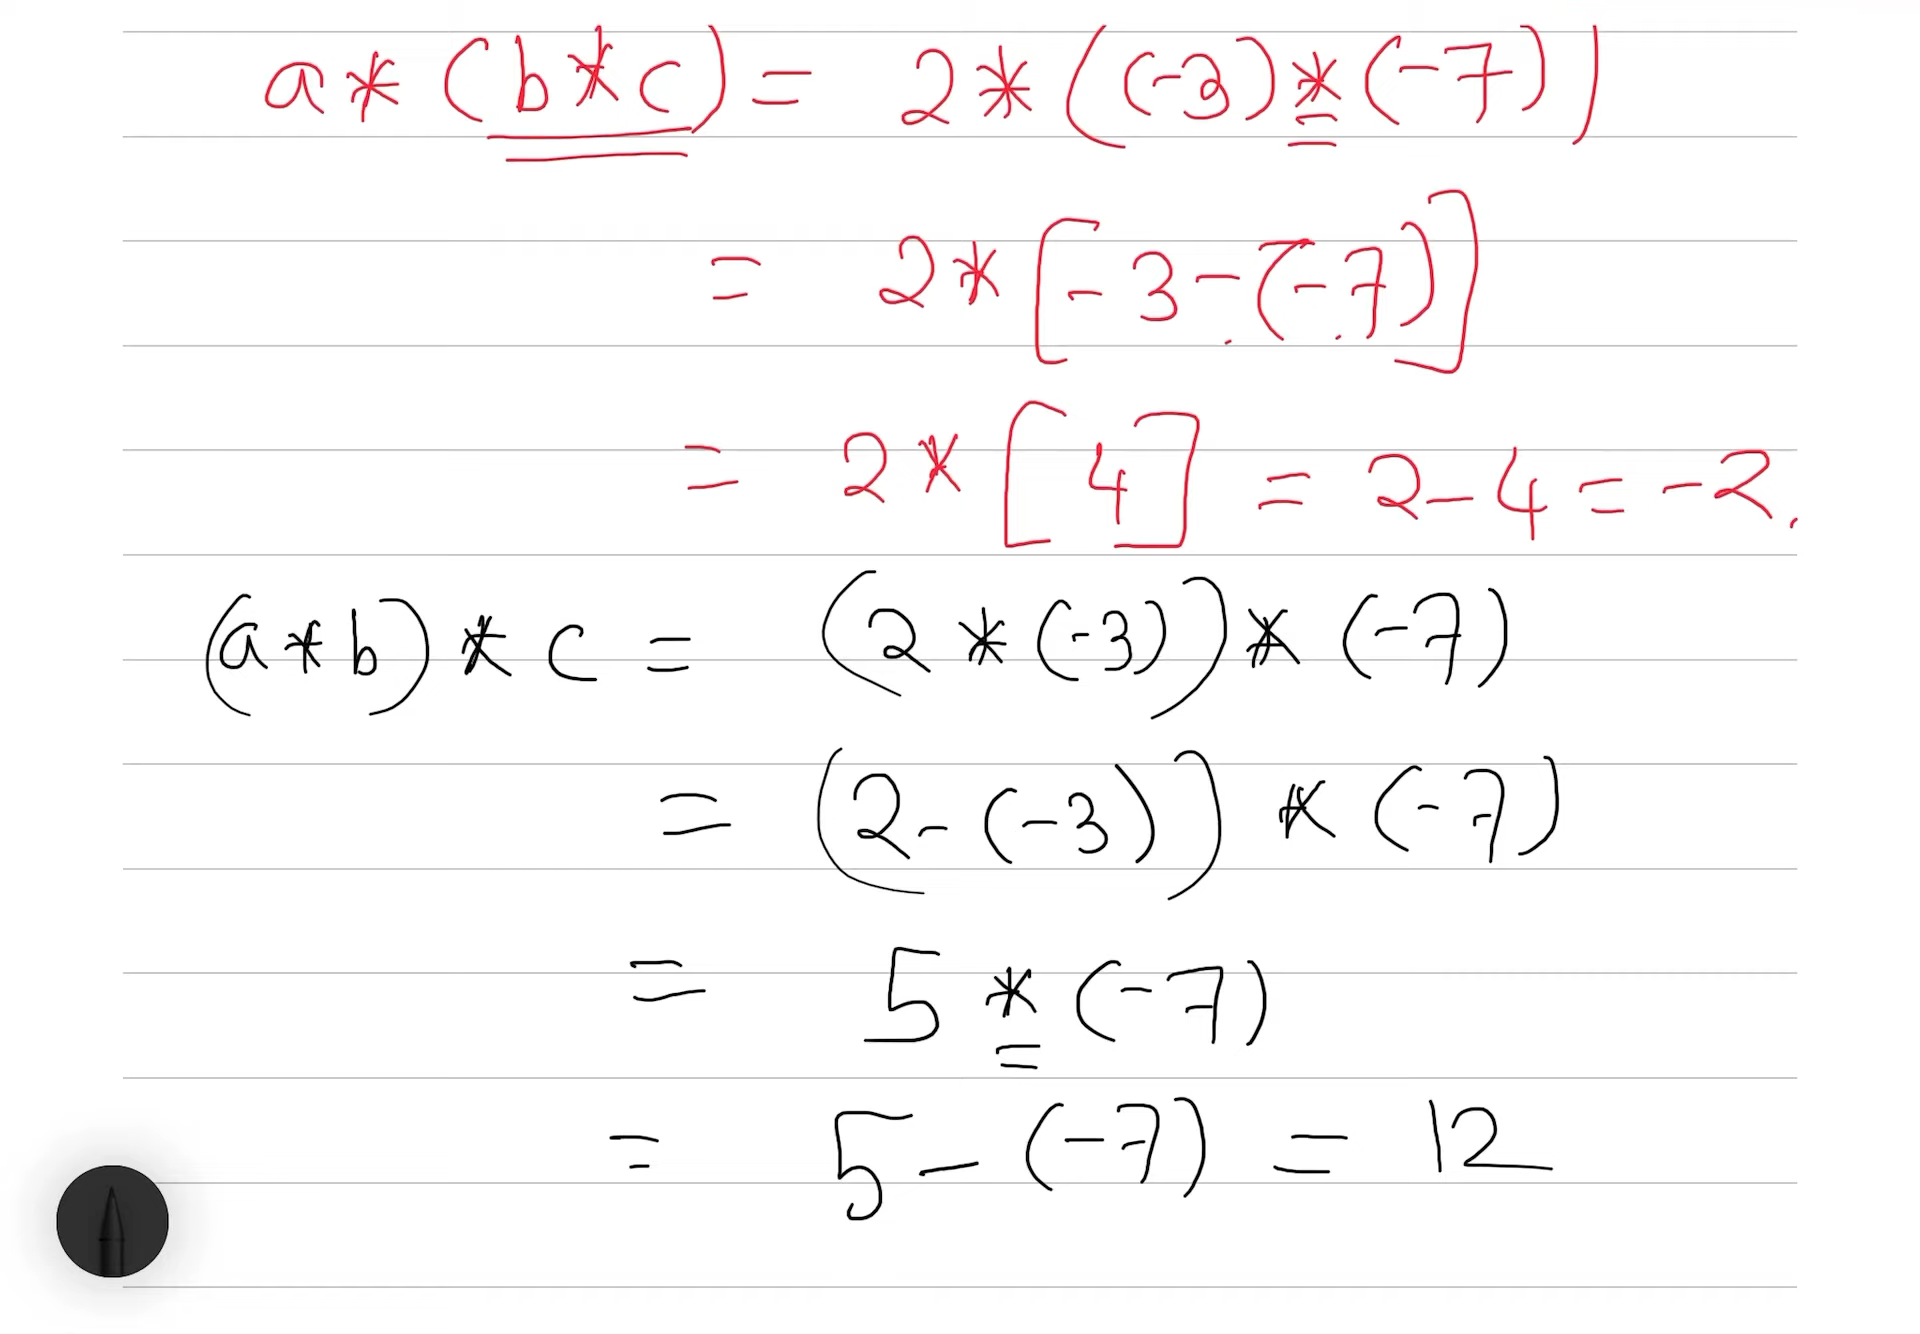 a * (b * c) = 2 * ((-3) * (-7))
= 2 * [-3 - (-7)]
= 2 * [4] = 2 - 4 = -2.
(a * b) * c = (2 * (-3)) * (-7)
= (2 - (-3)) * (-7)
= 5 * (-7)
= 5 - (-7) = 12